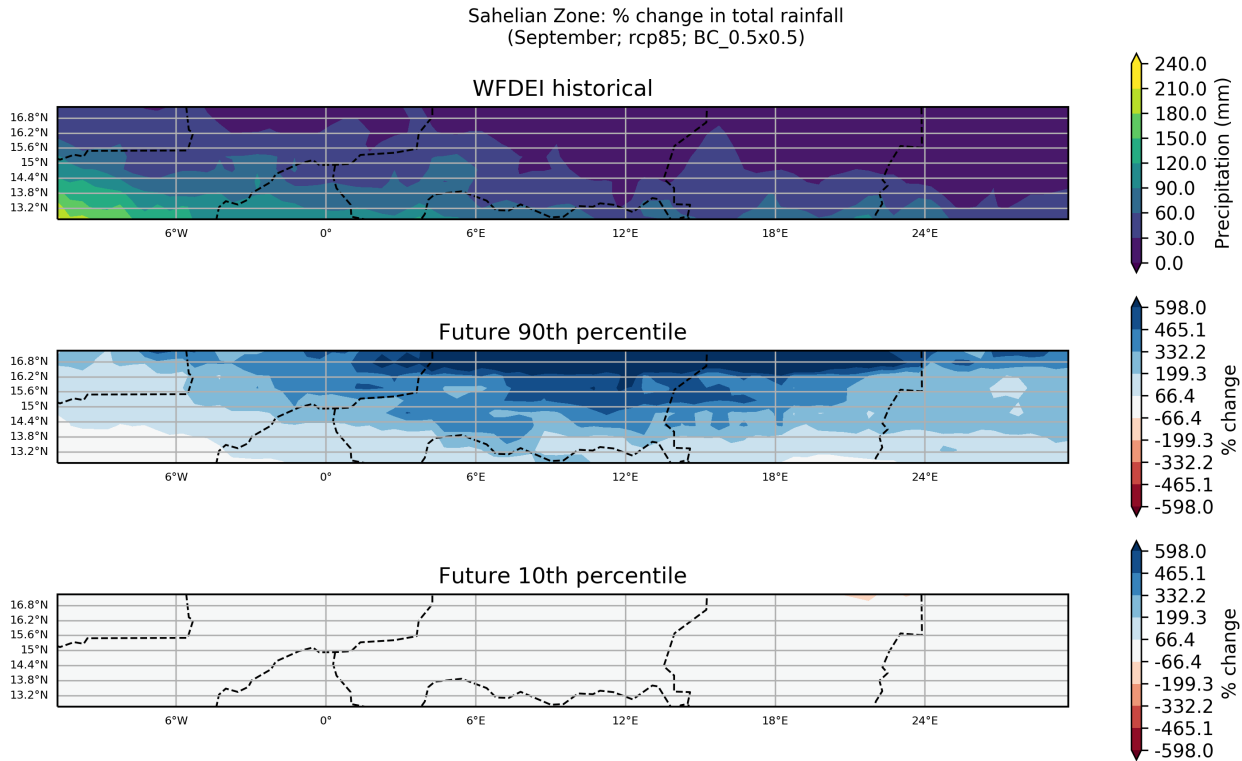 Sahelian Zone: % change in total rainfall
(September; rcp85; BC_0.5x0.5)
WFDEI historical
16.8°N
16.2°N
15.6°N
15°N
14.4°N
13.8°N
13.2°N
6°W
0°
6°E
12°E
18°E
24°E
240.0
210.0
180.0
150.0
120.0
90.0
60.0
30.0
0.0
Precipitation (mm)
Future 90th percentile
16.8°N
16.2°N
15.6°N
15°N
14.4°N
13.8°N
13.2°N
6°W
0°
6°E
12°E
18°E
24°E
598.0
465.1
332.2
199.3
66.4
-66.4
-199.3
-332.2
-465.1
-598.0
% change
Future 10th percentile
16.8°N
16.2°N
15.6°N
15°N
14.4°N
13.8°N
13.2°N
6°W
0°
6°E
12°E
18°E
24°E
598.0
465.1
332.2
199.3
66.4
-66.4
-199.3
-332.2
-465.1
-598.0
% change